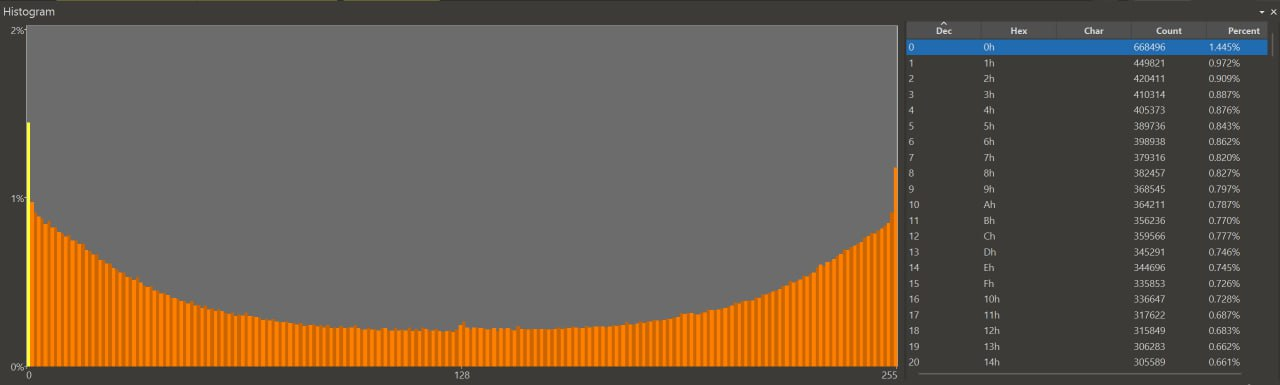 Histogram
2%
1%
0%
0 128 255
Dec Hex Char Count Percent
0 0h 668496 1.445%
1 1h 449821 0.972%
2 2h 420411 0.909%
3 3h 410314 0.887%
4 4h 405373 0.876%
5 5h 389736 0.843%
6 6h 398938 0.862%
7 7h 379316 0.820%
8 8h 382457 0.827%
9 9h 368545 0.797%
10 Ah 364211 0.787%
11 Bh 356236 0.770%
12 Ch 359566 0.777%
13 Dh 345291 0.746%
14 Eh 344696 0.745%
15 Fh 335853 0.726%
16 10h 336647 0.728%
17 11h 317622 0.687%
18 12h 315849 0.683%
19 13h 306283 0.662%
20 14h 305589 0.661%